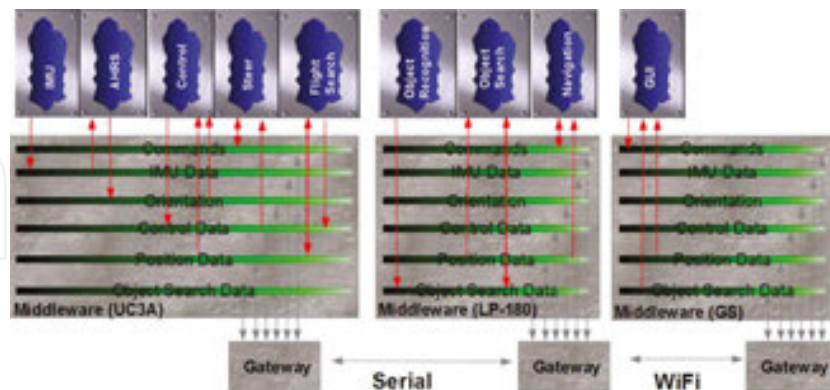 IMU
AHRS
Control
Steer
Flight
Search
Object
Recognition
Object
Search
Navigation
GUI
Commands
IMU Data
Orientation
Control Data
Position Data
Object Search Data
Middleware (UC3A)
Commands
IMU Data
Orientation
Control Data
Position Data
Object Search Data
Middleware (LP-180)
Commands
IMU Data
Orientation
Control Data
Position Data
Object Search Data
Middleware (GS)
Gateway
Serial
Gateway
WiFi
Gateway